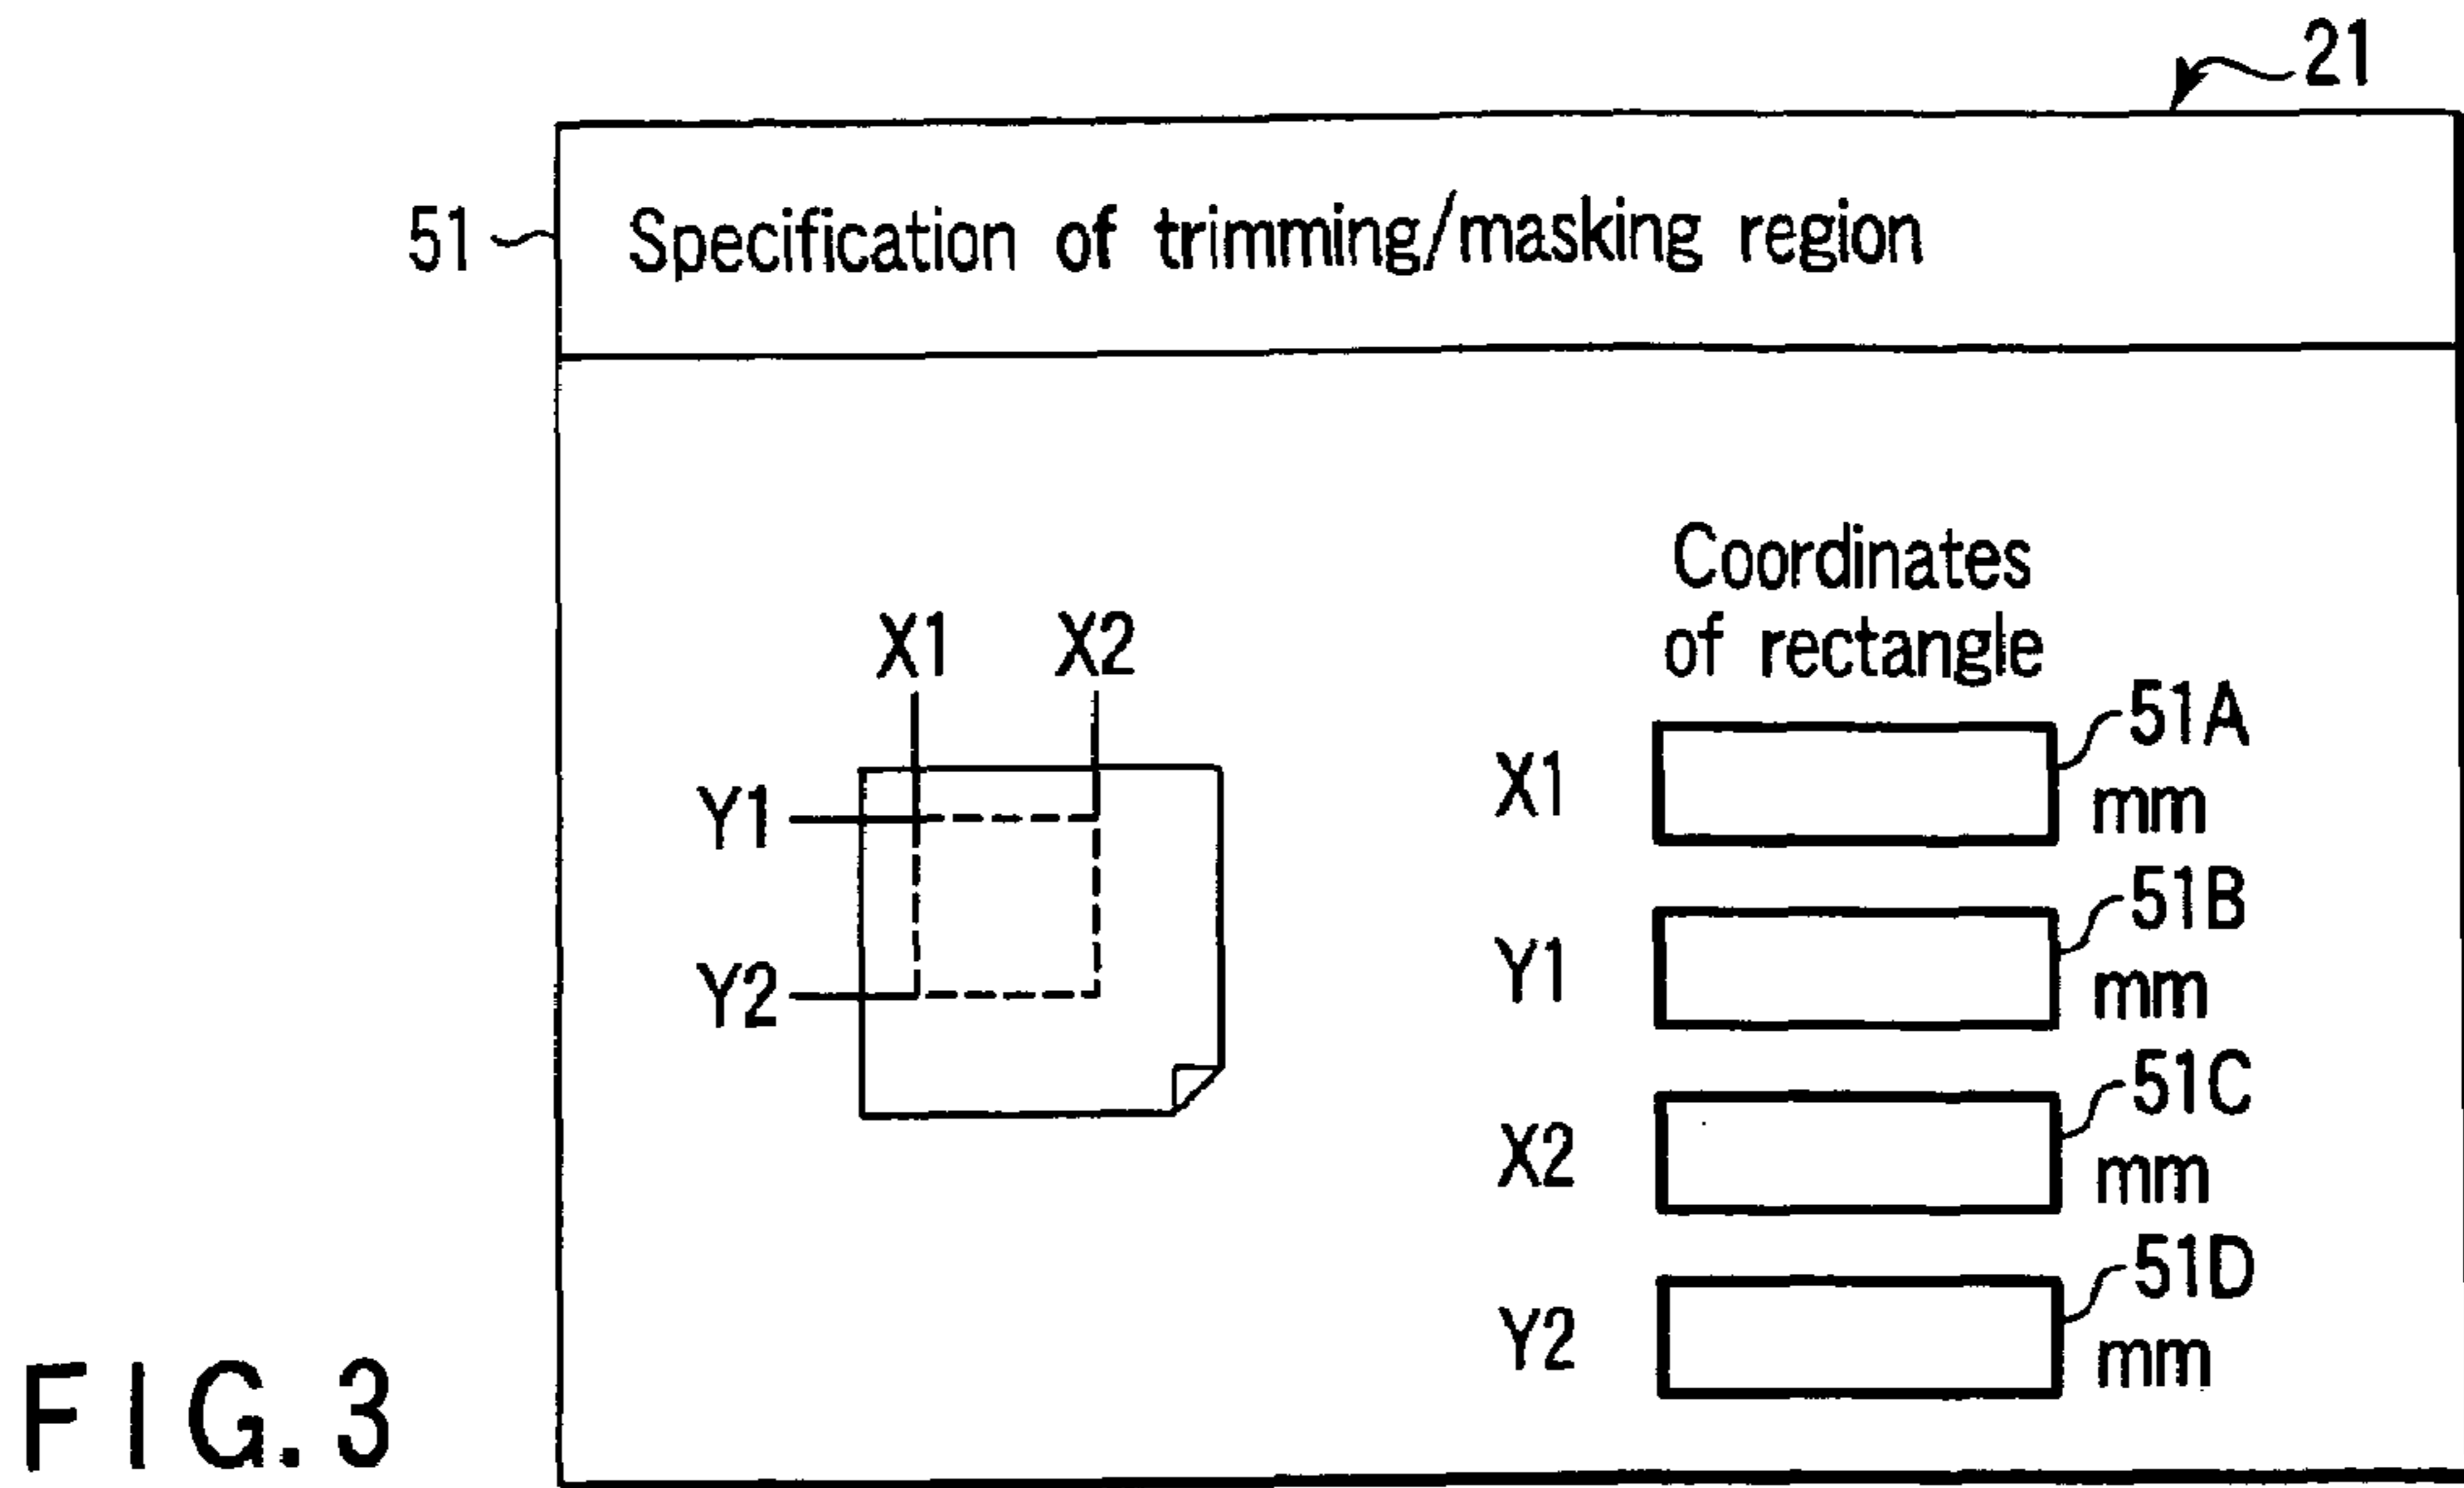 21
51
Specification of trimming/masking region
Coordinates
of rectangle
X1 X2
Y1
Y2
X1 51A mm
Y1 51B mm
X2 51C mm
Y2 51D mm
FIG. 3